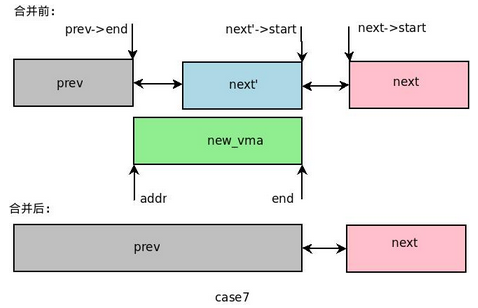 合并前:
prev->end
next'->start
next->start
prev
next'
next
new_vma
addr
end
合并后:
prev
next
case7